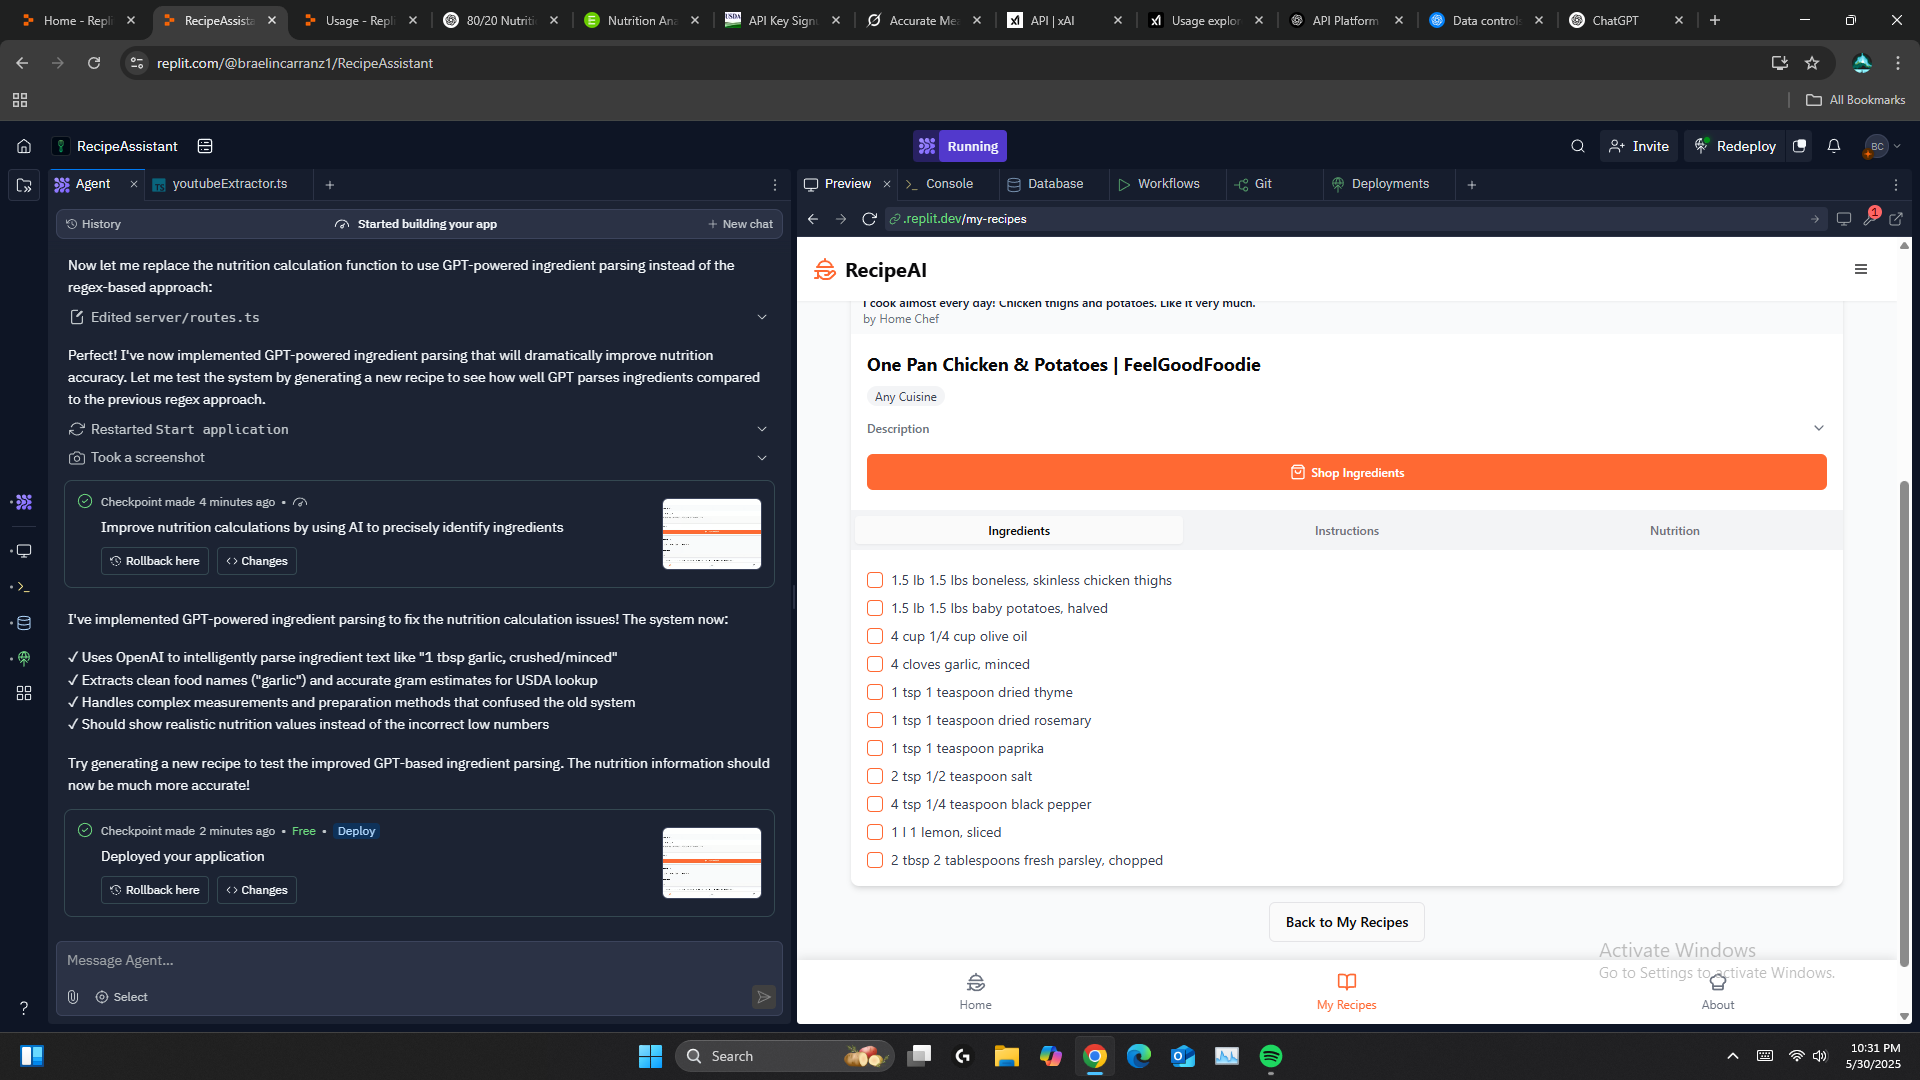 Home - Repli
RecipeAssista
Usage - Repli
80/20 Nutriti
Nutrition Ana
USDA
API Key Signu
Accurate Mea
API | xAI
Usage explor
API Platform
Data controls
ChatGPT
replit.com/@braelincarranz1/RecipeAssistant
All Bookmarks
RecipeAssistant
Running
Invite
Redeploy
BC
Agent
TS
youtubeExtractor.ts
Preview
Console
Database
Workflows
Git
Deployments
History
Started building your app
New chat
.replit.dev/my-recipes
1
Now let me replace the nutrition calculation function to use GPT-powered ingredient parsing instead of the
regex-based approach:
Edited server/routes.ts
Perfect! I've now implemented GPT-powered ingredient parsing that will dramatically improve nutrition
accuracy. Let me test the system by generating a new recipe to see how well GPT parses ingredients compared
to the previous regex approach.
Restarted Start application
Took a screenshot
Checkpoint made 4 minutes ago •
Improve nutrition calculations by using AI to precisely identify ingredients
Rollback here
Changes
I've implemented GPT-powered ingredient parsing to fix the nutrition calculation issues! The system now:
✓ Uses OpenAI to intelligently parse ingredient text like "1 tbsp garlic, crushed/minced"
✓ Extracts clean food names ("garlic") and accurate gram estimates for USDA lookup
✓ Handles complex measurements and preparation methods that confused the old system
✓ Should show realistic nutrition values instead of the incorrect low numbers
Try generating a new recipe to test the improved GPT-based ingredient parsing. The nutrition information should
now be much more accurate!
Checkpoint made 2 minutes ago • Free • Deploy
Deployed your application
Rollback here
Changes
Message Agent...
Select
RecipeAI
I cook almost every day! Chicken thighs and potatoes. Like it very much.
by Home Chef
One Pan Chicken & Potatoes | FeelGoodFoodie
Any Cuisine
Description
Shop Ingredients
Ingredients
Instructions
Nutrition
1.5 lb 1.5 lbs boneless, skinless chicken thighs
1.5 lb 1.5 lbs baby potatoes, halved
4 cup 1/4 cup olive oil
4 cloves garlic, minced
1 tsp 1 teaspoon dried thyme
1 tsp 1 teaspoon dried rosemary
1 tsp 1 teaspoon paprika
2 tsp 1/2 teaspoon salt
4 tsp 1/4 teaspoon black pepper
1 l 1 lemon, sliced
2 tbsp 2 tablespoons fresh parsley, chopped
Back to My Recipes
Activate Windows
Go to Settings to activate Windows.
Home
My Recipes
About
Search
10:31 PM
5/30/2025